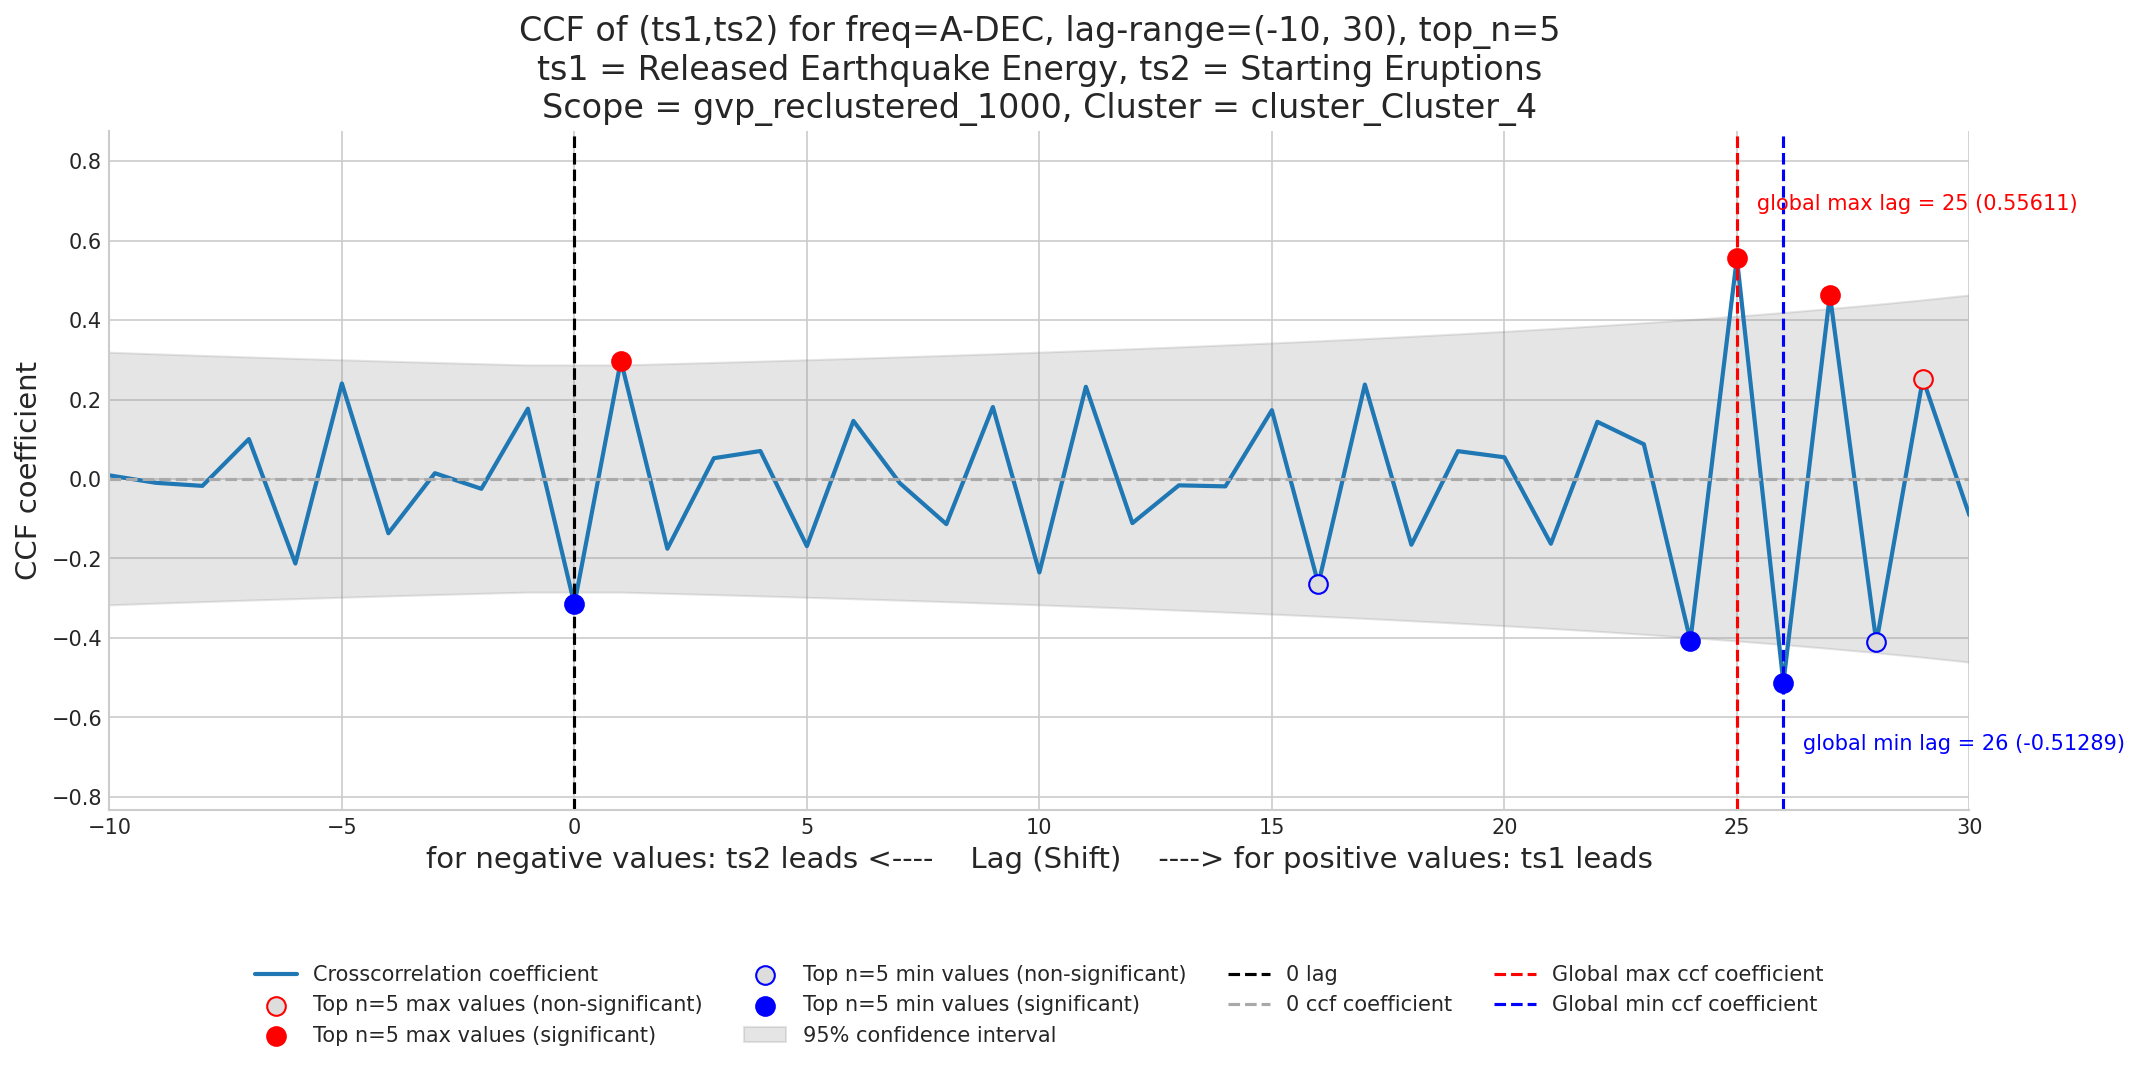 CCF of (ts1,ts2) for freq=A-DEC, lag-range=(-10, 30), top_n=5
ts1 = Released Earthquake Energy, ts2 = Starting Eruptions
Scope = gvp_reclustered_1000, Cluster = cluster_Cluster_4
CCF coefficient
0.8
0.6
0.4
0.2
0.0
−0.2
−0.4
−0.6
−0.8
global max lag = 25 (0.55611)
global min lag = 26 (-0.51289)
−10
−5
0
5
10
15
20
25
30
for negative values: ts2 leads <---- Lag (Shift) ----> for positive values: ts1 leads
Crosscorrelation coefficient
Top n=5 max values (non-significant)
Top n=5 max values (significant)
Top n=5 min values (non-significant)
Top n=5 min values (significant)
95% confidence interval
0 lag
0 ccf coefficient
Global max ccf coefficient
Global min ccf coefficient